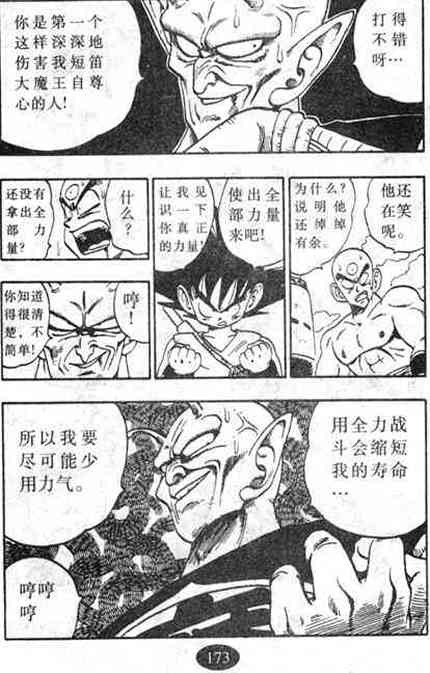 打得
不错
呀…
你是第一个
这样深深地
伤害我短笛
大魔王自尊
心的人!
他还
在笑
呢。
为什么?
说明他
还绰绰
有余。
使出全
部力量
来吧!
让我见
识一下
你真正
的力量!
什么?
还没有
拿出全
部力
量?
哼!
你知道
得很清
楚,不
简单!
用全力战
斗会缩短
我的寿命
…
所以我要
尽可能少
用力气。
哼哼
哼
173